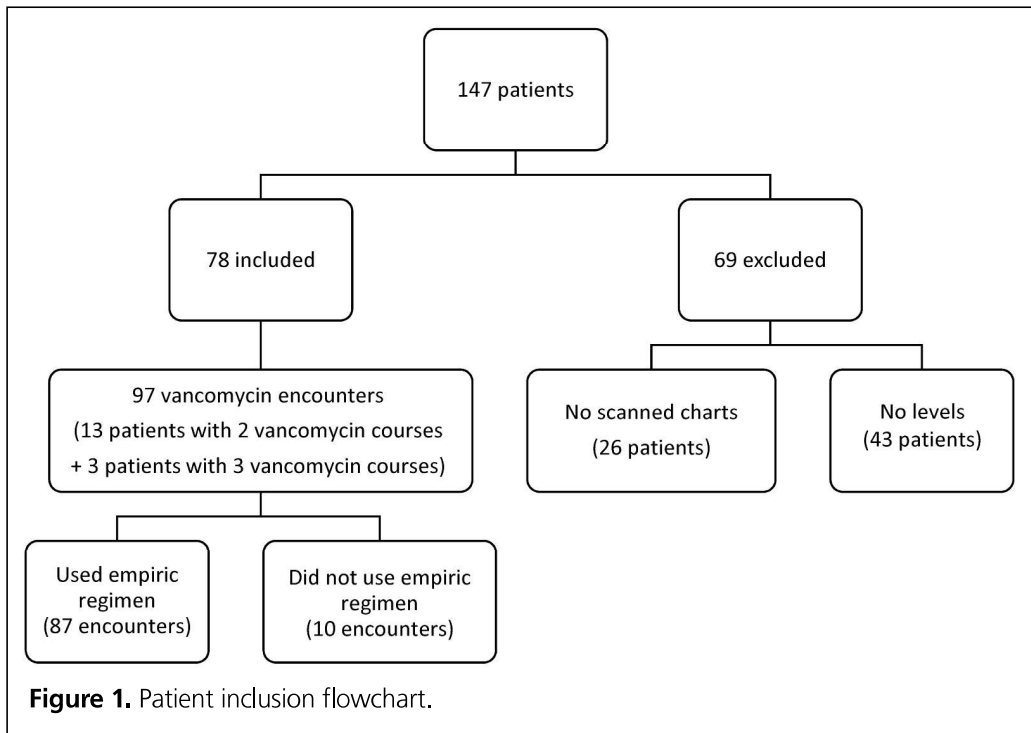 147 patients
78 included
69 excluded
97 vancomycin encounters
(13 patients with 2 vancomycin courses
+ 3 patients with 3 vancomycin courses)
No scanned charts
(26 patients)
No levels
(43 patients)
Used empiric
regimen
(87 encounters)
Did not use empiric
regimen
(10 encounters)
Figure 1. Patient inclusion flowchart.